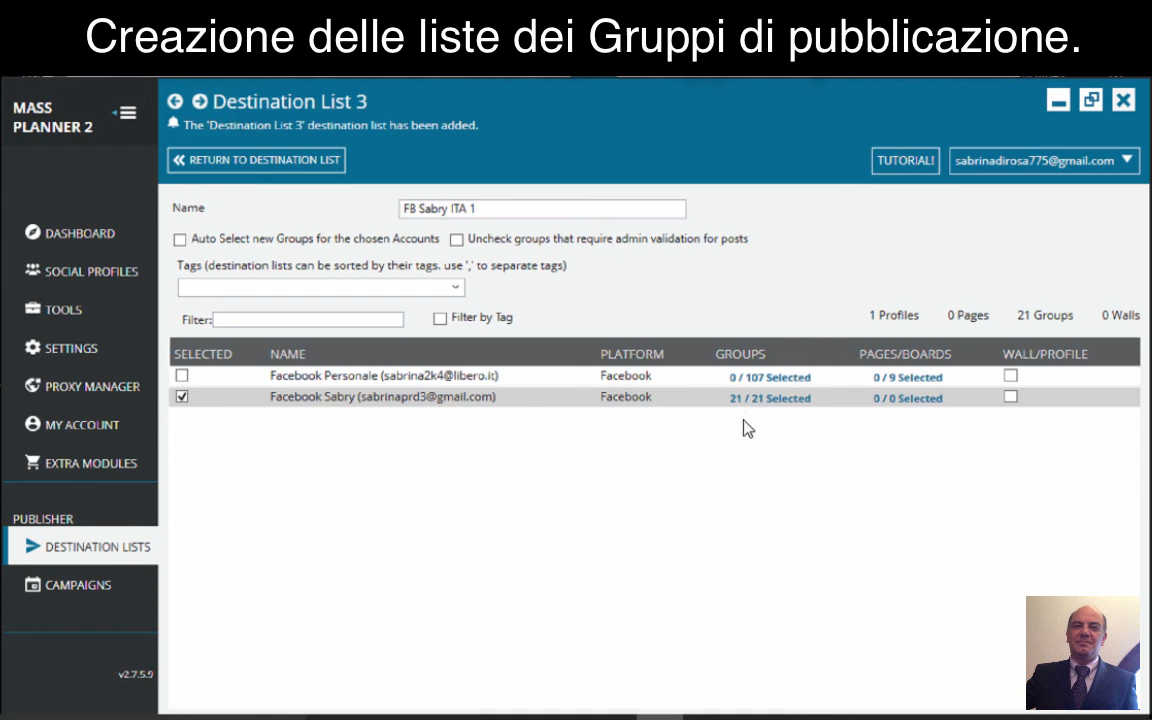 Creazione delle liste dei Gruppi di pubblicazione.
MASS
PLANNER 2
Destination List 3
The 'Destination List 3' destination list has been added.
RETURN TO DESTINATION LIST
TUTORIAL!
sabrinadirosa775@gmail.com
DASHBOARD
SOCIAL PROFILES
TOOLS
SETTINGS
PROXY MANAGER
MY ACCOUNT
EXTRA MODULES
PUBLISHER
DESTINATION LISTS
CAMPAIGNS
v2.7.5.9
Name FB Sabry ITA 1
Auto Select new Groups for the chosen Accounts Uncheck groups that require admin validation for posts
Tags (destination lists can be sorted by their tags. use ',' to separate tags)
Filter: Filter by Tag 1 Profiles 0 Pages 21 Groups 0 Walls
SELECTED NAME PLATFORM GROUPS PAGES/BOARDS WALL/PROFILE
Facebook Personale (sabrina2k4@libero.it) Facebook 0 / 107 Selected 0 / 9 Selected
Facebook Sabry (sabrinaprd3@gmail.com) Facebook 21 / 21 Selected 0 / 0 Selected